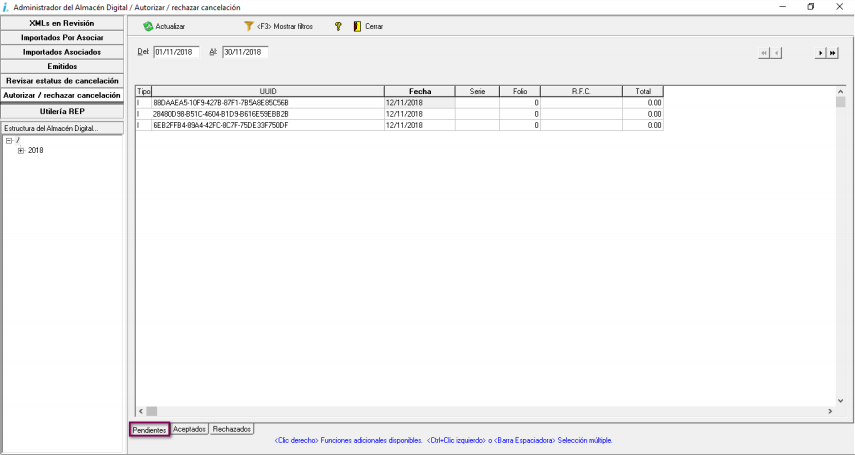 Administrador del Almacén Digital / Autorizar / rechazar cancelación
XMLs en Revisión
Importados Por Asociar
Importados Asociados
Emitidos
Revisar estatus de cancelación
Autorizar / rechazar cancelación
Utilería REP
Estructura del Almacén Digital...
/
2018
Actualizar <F3> Mostrar filtros Cerrar
Del: 01/11/2018 Al: 30/11/2018
Tipo UUID Fecha Serie Folio R.F.C. Total
I 88DAAEA5-10F9-427B-87F1-7B5A8E85C56B 12/11/2018 0 0.00
I 28480D98-B51C-4604-81D9-B616E59EBB2B 12/11/2018 0 0.00
I 6EB2FFB4-89A4-42FC-8C7F-75DE33F750DF 12/11/2018 0 0.00
Pendientes Aceptados Rechazados
<Clic derecho> Funciones adicionales disponibles. <Ctrl+Clic izquierdo> o <Barra Espaciadora> Selección múltiple.